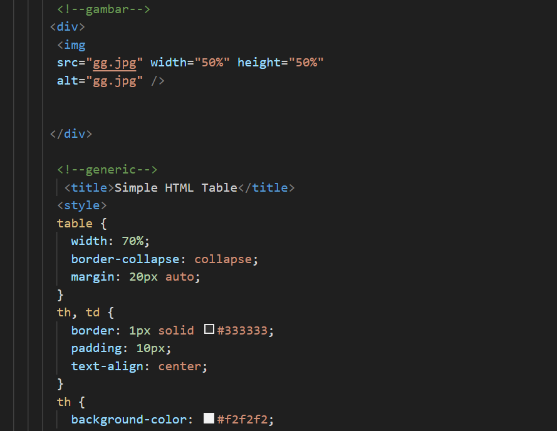 <!--gambar-->
<div>
<img
src="gg.jpg" width="50%" height="50%"
alt="gg.jpg" />
</div>
<!--generic-->
<title>Simple HTML Table</title>
<style>
table {
width: 70%;
border-collapse: collapse;
margin: 20px auto;
}
th, td {
border: 1px solid #333333;
padding: 10px;
text-align: center;
}
th {
background-color: #f2f2f2;